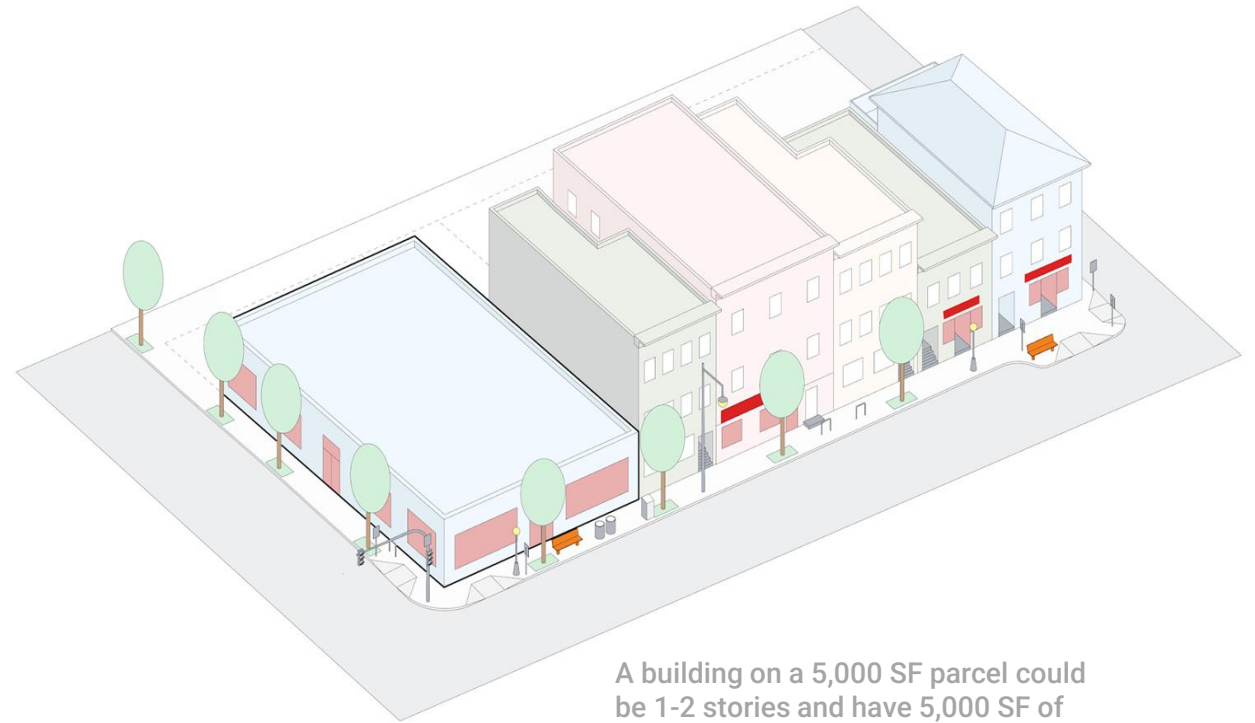 A building on a 5,000 SF parcel could
be 1-2 stories and have 5,000 SF of